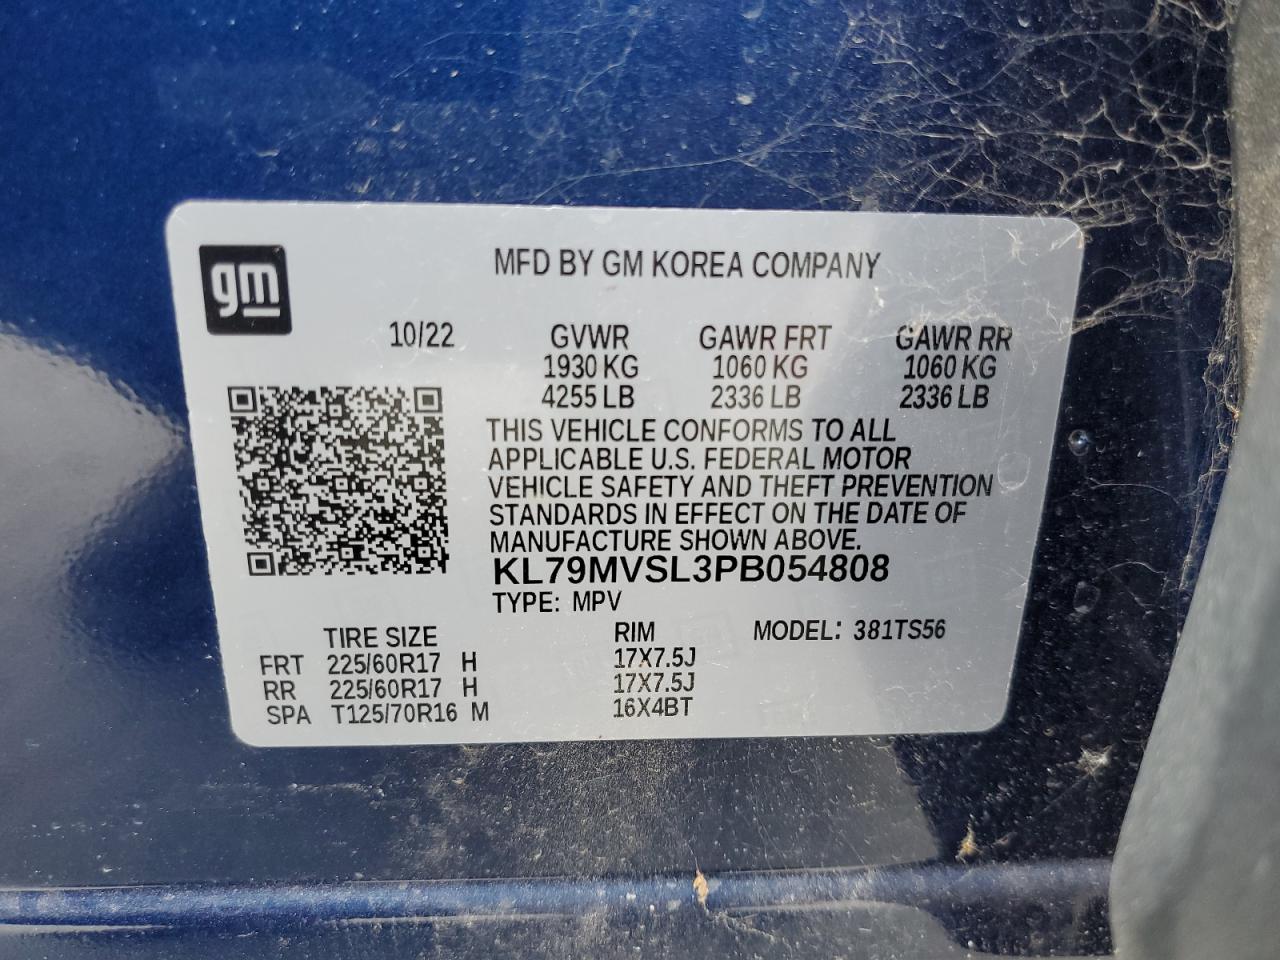 gm
MFD BY GM KOREA COMPANY
10/22 GVWR GAWR FRT GAWR RR
1930 KG 1060 KG 1060 KG
4255 LB 2336 LB 2336 LB
THIS VEHICLE CONFORMS TO ALL
APPLICABLE U.S. FEDERAL MOTOR
VEHICLE SAFETY AND THEFT PREVENTION
STANDARDS IN EFFECT ON THE DATE OF
MANUFACTURE SHOWN ABOVE.
KL79MVSL3PB054808
TYPE: MPV
TIRE SIZE RIM MODEL: 381TS56
FRT 225/60R17 H 17X7.5J
RR 225/60R17 H 17X7.5J
SPA T125/70R16 M 16X4BT